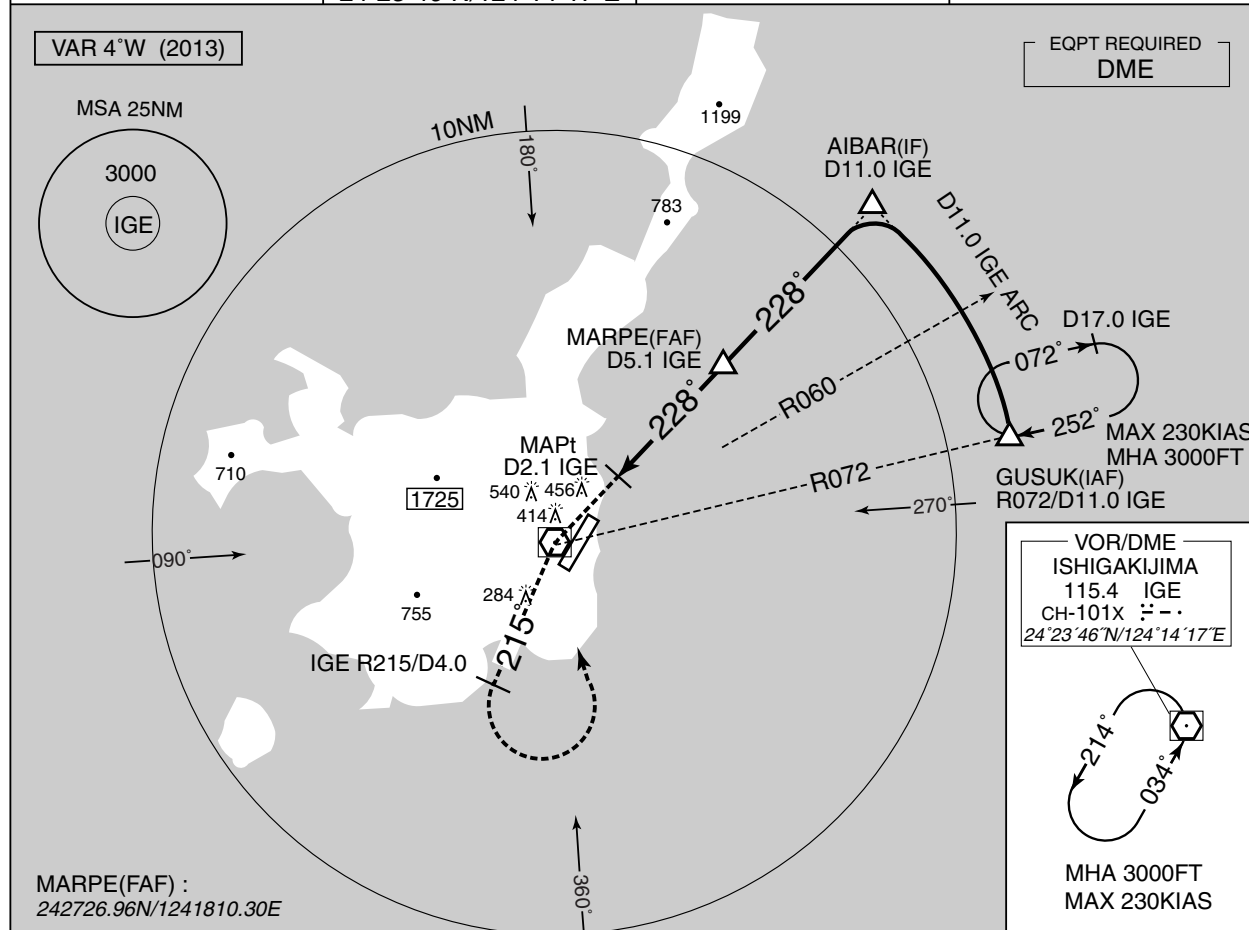 VAR 4°W (2013)
EQPT REQUIRED
DME
MSA 25NM
3000
IGE
10NM
180°
1199
783
AIBAR(IF)
D11.0 IGE
D11.0 IGE ARC
228°
MARPE(FAF)
D5.1 IGE
228°
R060
D17.0 IGE
072°
252°
MAX 230KIAS
MHA 3000FT
GUSUK(IAF)
R072/D11.0 IGE
R072
270°
MAPt
D2.1 IGE
540
456
414
710
1725
090°
755
284
215°
IGE R215/D4.0
360°
VOR/DME
ISHIGAKIJIMA
115.4 IGE
CH-101X
24°23´46˝N/124°14´17˝E
214°
034°
MHA 3000FT
MAX 230KIAS
MARPE(FAF) :
242726.96N/1241810.30E